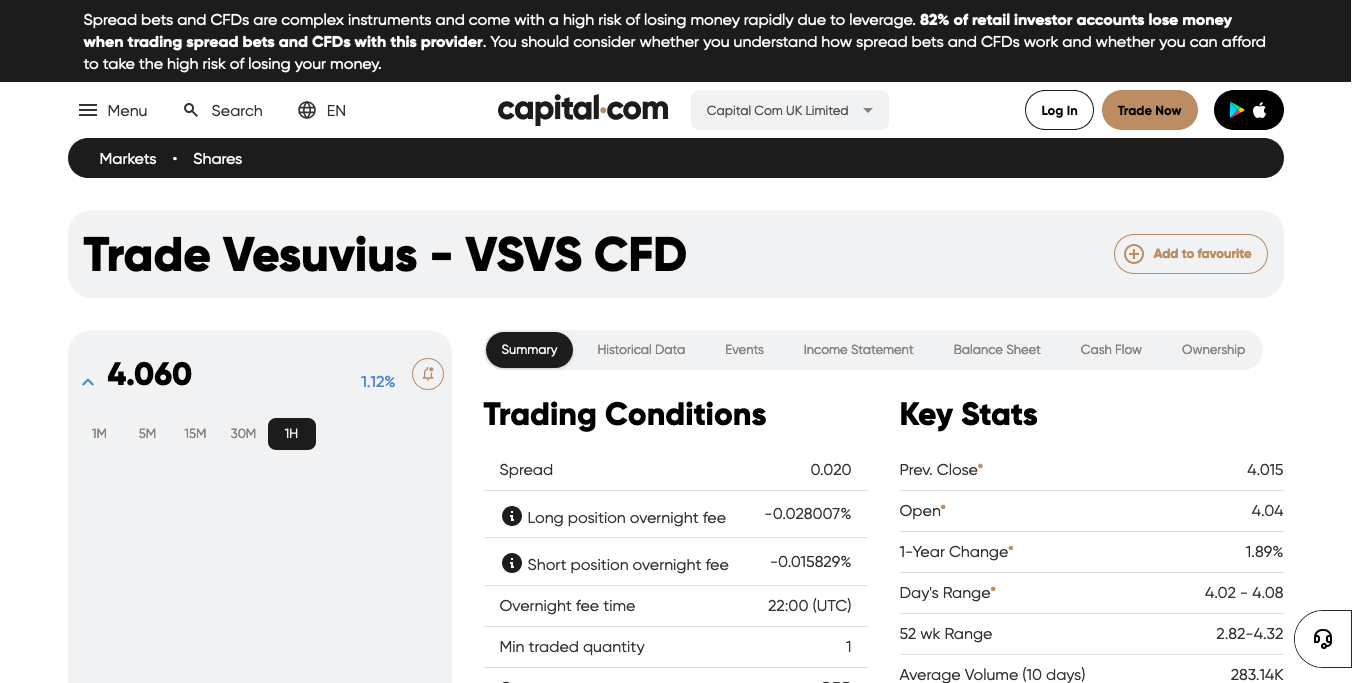 Spread bets and CFDs are complex instruments and come with a high risk of losing money rapidly due to leverage. 82% of retail investor accounts lose money
when trading spread bets and CFDs with this provider. You should consider whether you understand how spread bets and CFDs work and whether you can afford
to take the high risk of losing your money.
Menu Search EN capital.com Capital Com UK Limited Log In Trade Now
Markets • Shares
Trade Vesuvius - VSVS CFD Add to favourite
4.060 1.12%
1M 5M 15M 30M 1H
Summary Historical Data Events Income Statement Balance Sheet Cash Flow Ownership
Trading Conditions
Spread 0.020
Long position overnight fee -0.028007%
Short position overnight fee -0.015829%
Overnight fee time 22:00 (UTC)
Min traded quantity 1
Key Stats
Prev. Close* 4.015
Open* 4.04
1-Year Change* 1.89%
Day's Range* 4.02 - 4.08
52 wk Range 2.82-4.32
Average Volume (10 days) 283.14K